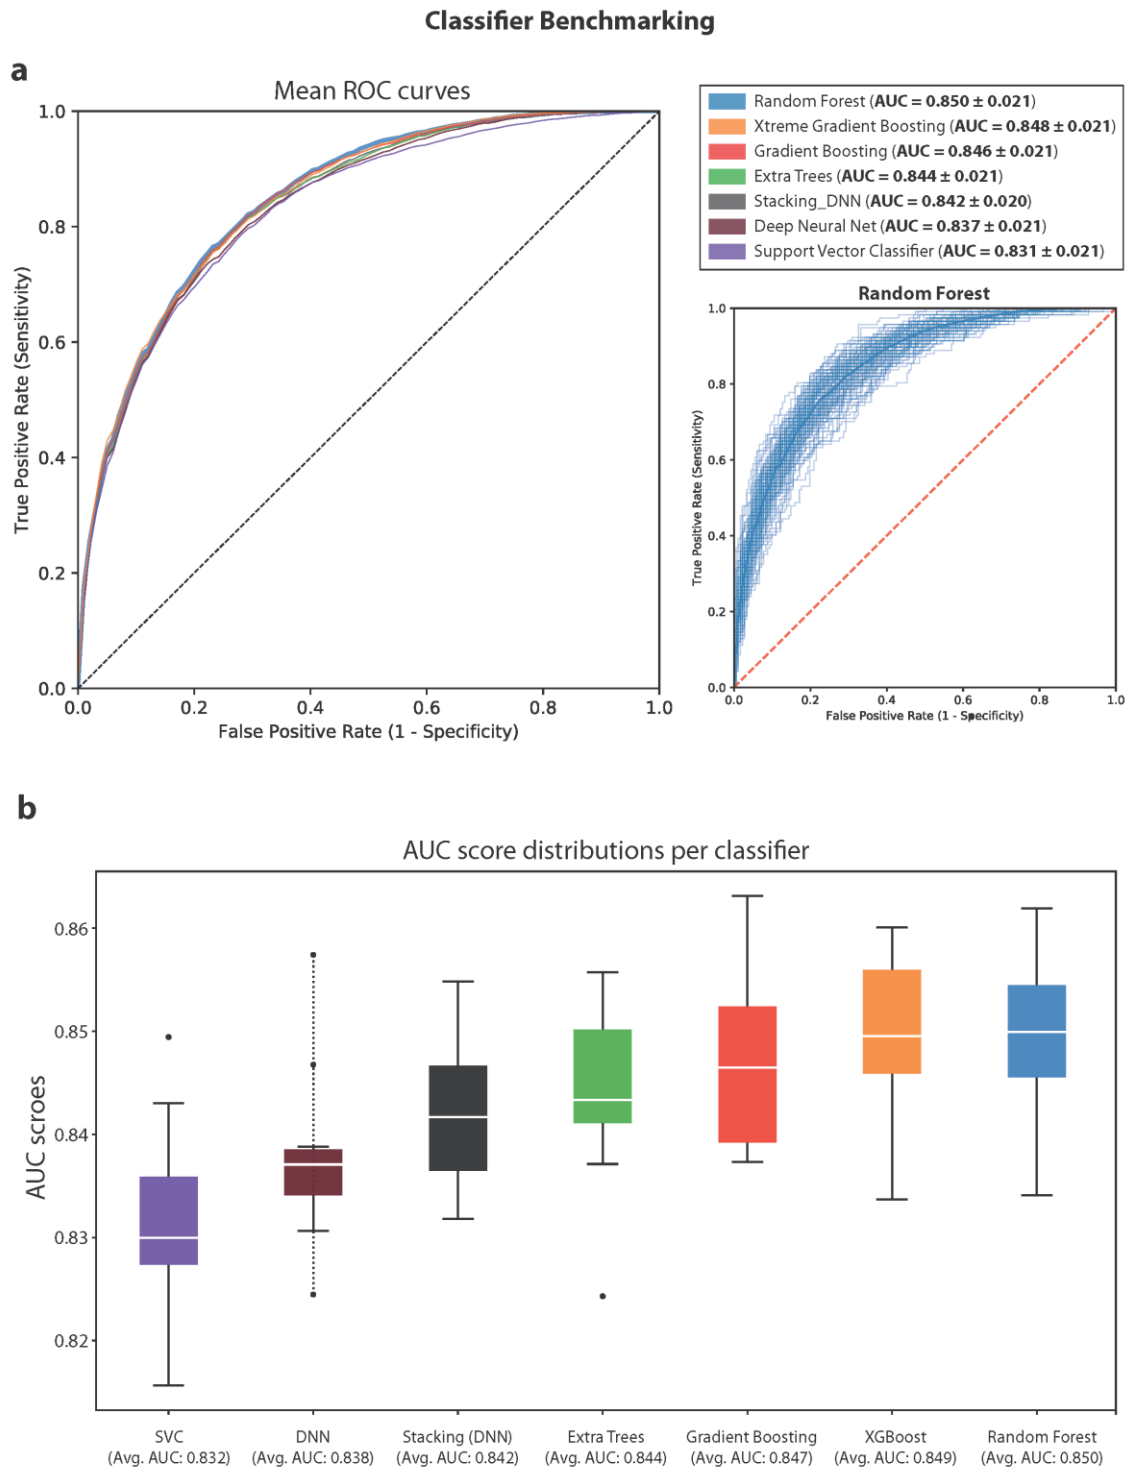 Classifier Benchmarking
a
Mean ROC curves
1.0
0.8
0.6
0.4
0.2
0.0
True Positive Rate (Sensitivity)
0.0 0.2 0.4 0.6 0.8 1.0
False Positive Rate (1 - Specificity)
Random Forest (AUC = 0.850 ± 0.021)
Xtreme Gradient Boosting (AUC = 0.848 ± 0.021)
Gradient Boosting (AUC = 0.846 ± 0.021)
Extra Trees (AUC = 0.844 ± 0.021)
Stacking_DNN (AUC = 0.842 ± 0.020)
Deep Neural Net (AUC = 0.837 ± 0.021)
Support Vector Classifier (AUC = 0.831 ± 0.021)
Random Forest
1.0
0.8
0.6
0.4
0.2
0.0
True Positive Rate (Sensitivity)
0.0 0.2 0.4 0.6 0.8 1.0
False Positive Rate (1 - Specificity)
b
AUC score distributions per classifier
0.86
0.85
0.84
0.83
0.82
AUC scroes
SVC
(Avg. AUC: 0.832)
DNN
(Avg. AUC: 0.838)
Stacking (DNN)
(Avg. AUC: 0.842)
Extra Trees
(Avg. AUC: 0.844)
Gradient Boosting
(Avg. AUC: 0.847)
XGBoost
(Avg. AUC: 0.849)
Random Forest
(Avg. AUC: 0.850)